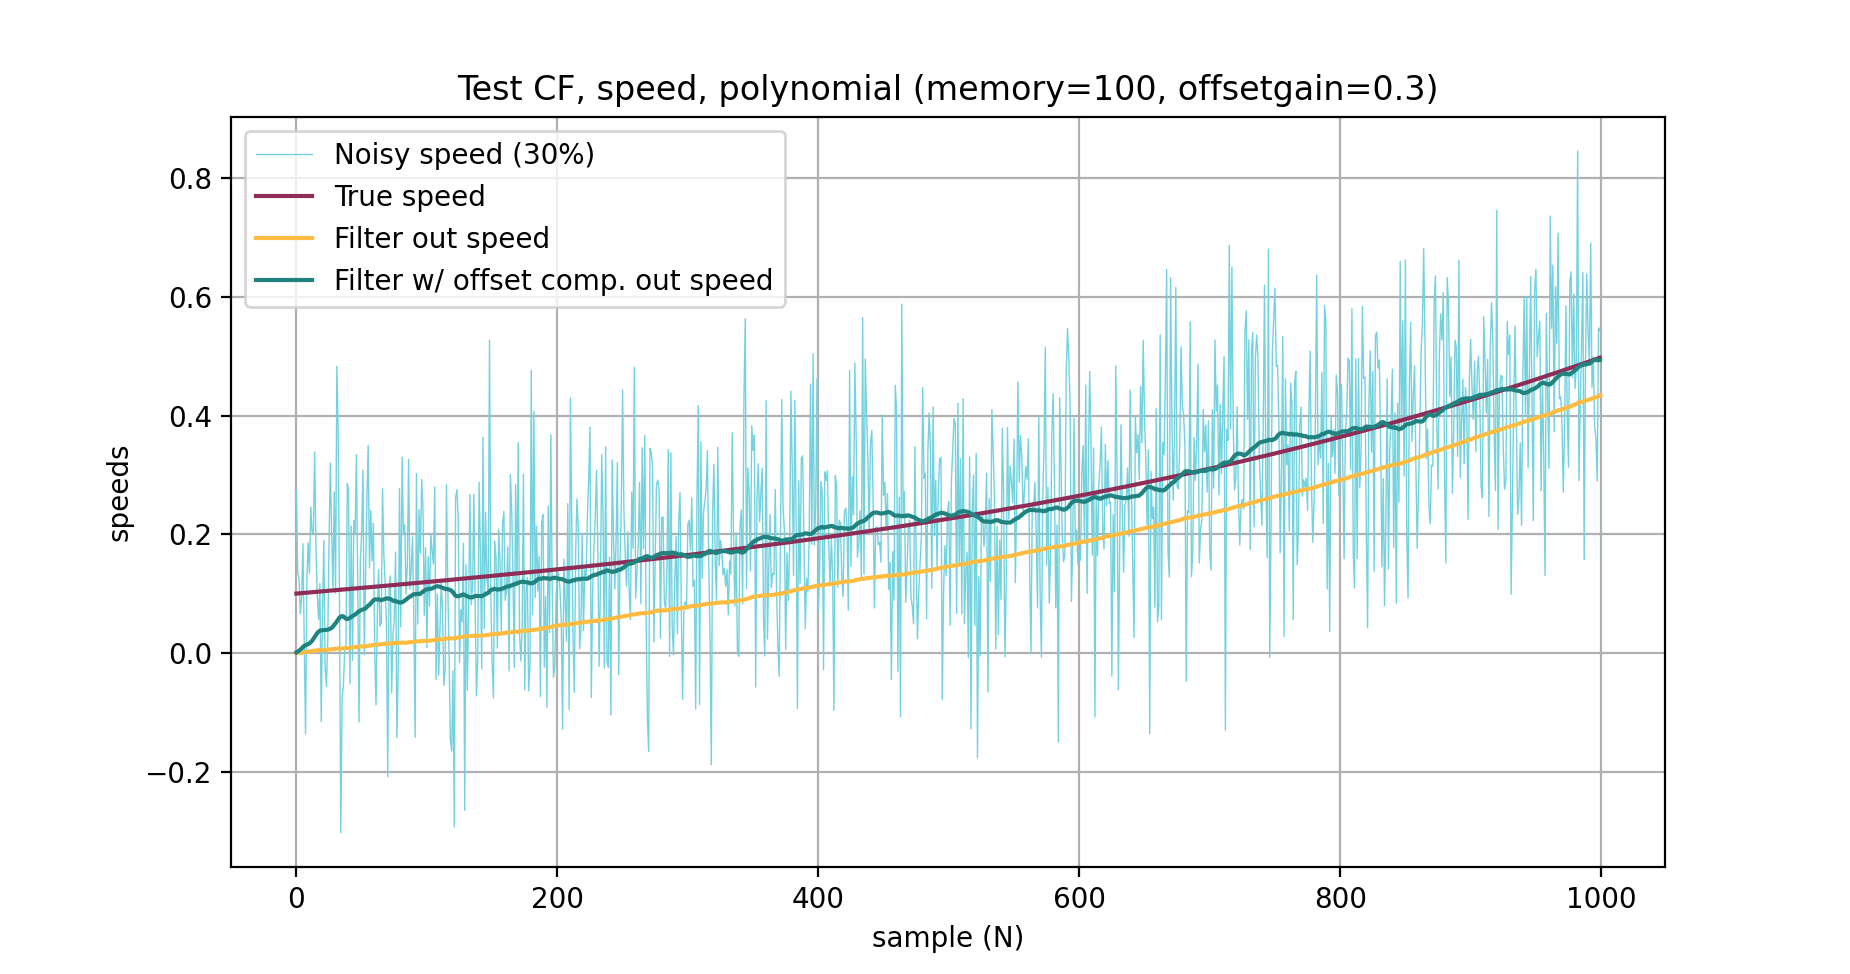 Test CF, speed, polynomial (memory=100, offsetgain=0.3)
Noisy speed (30%)
True speed
Filter out speed
Filter w/ offset comp. out speed
0.8
0.6
0.4
0.2
0.0
−0.2
speeds
0 200 400 600 800 1000
sample (N)